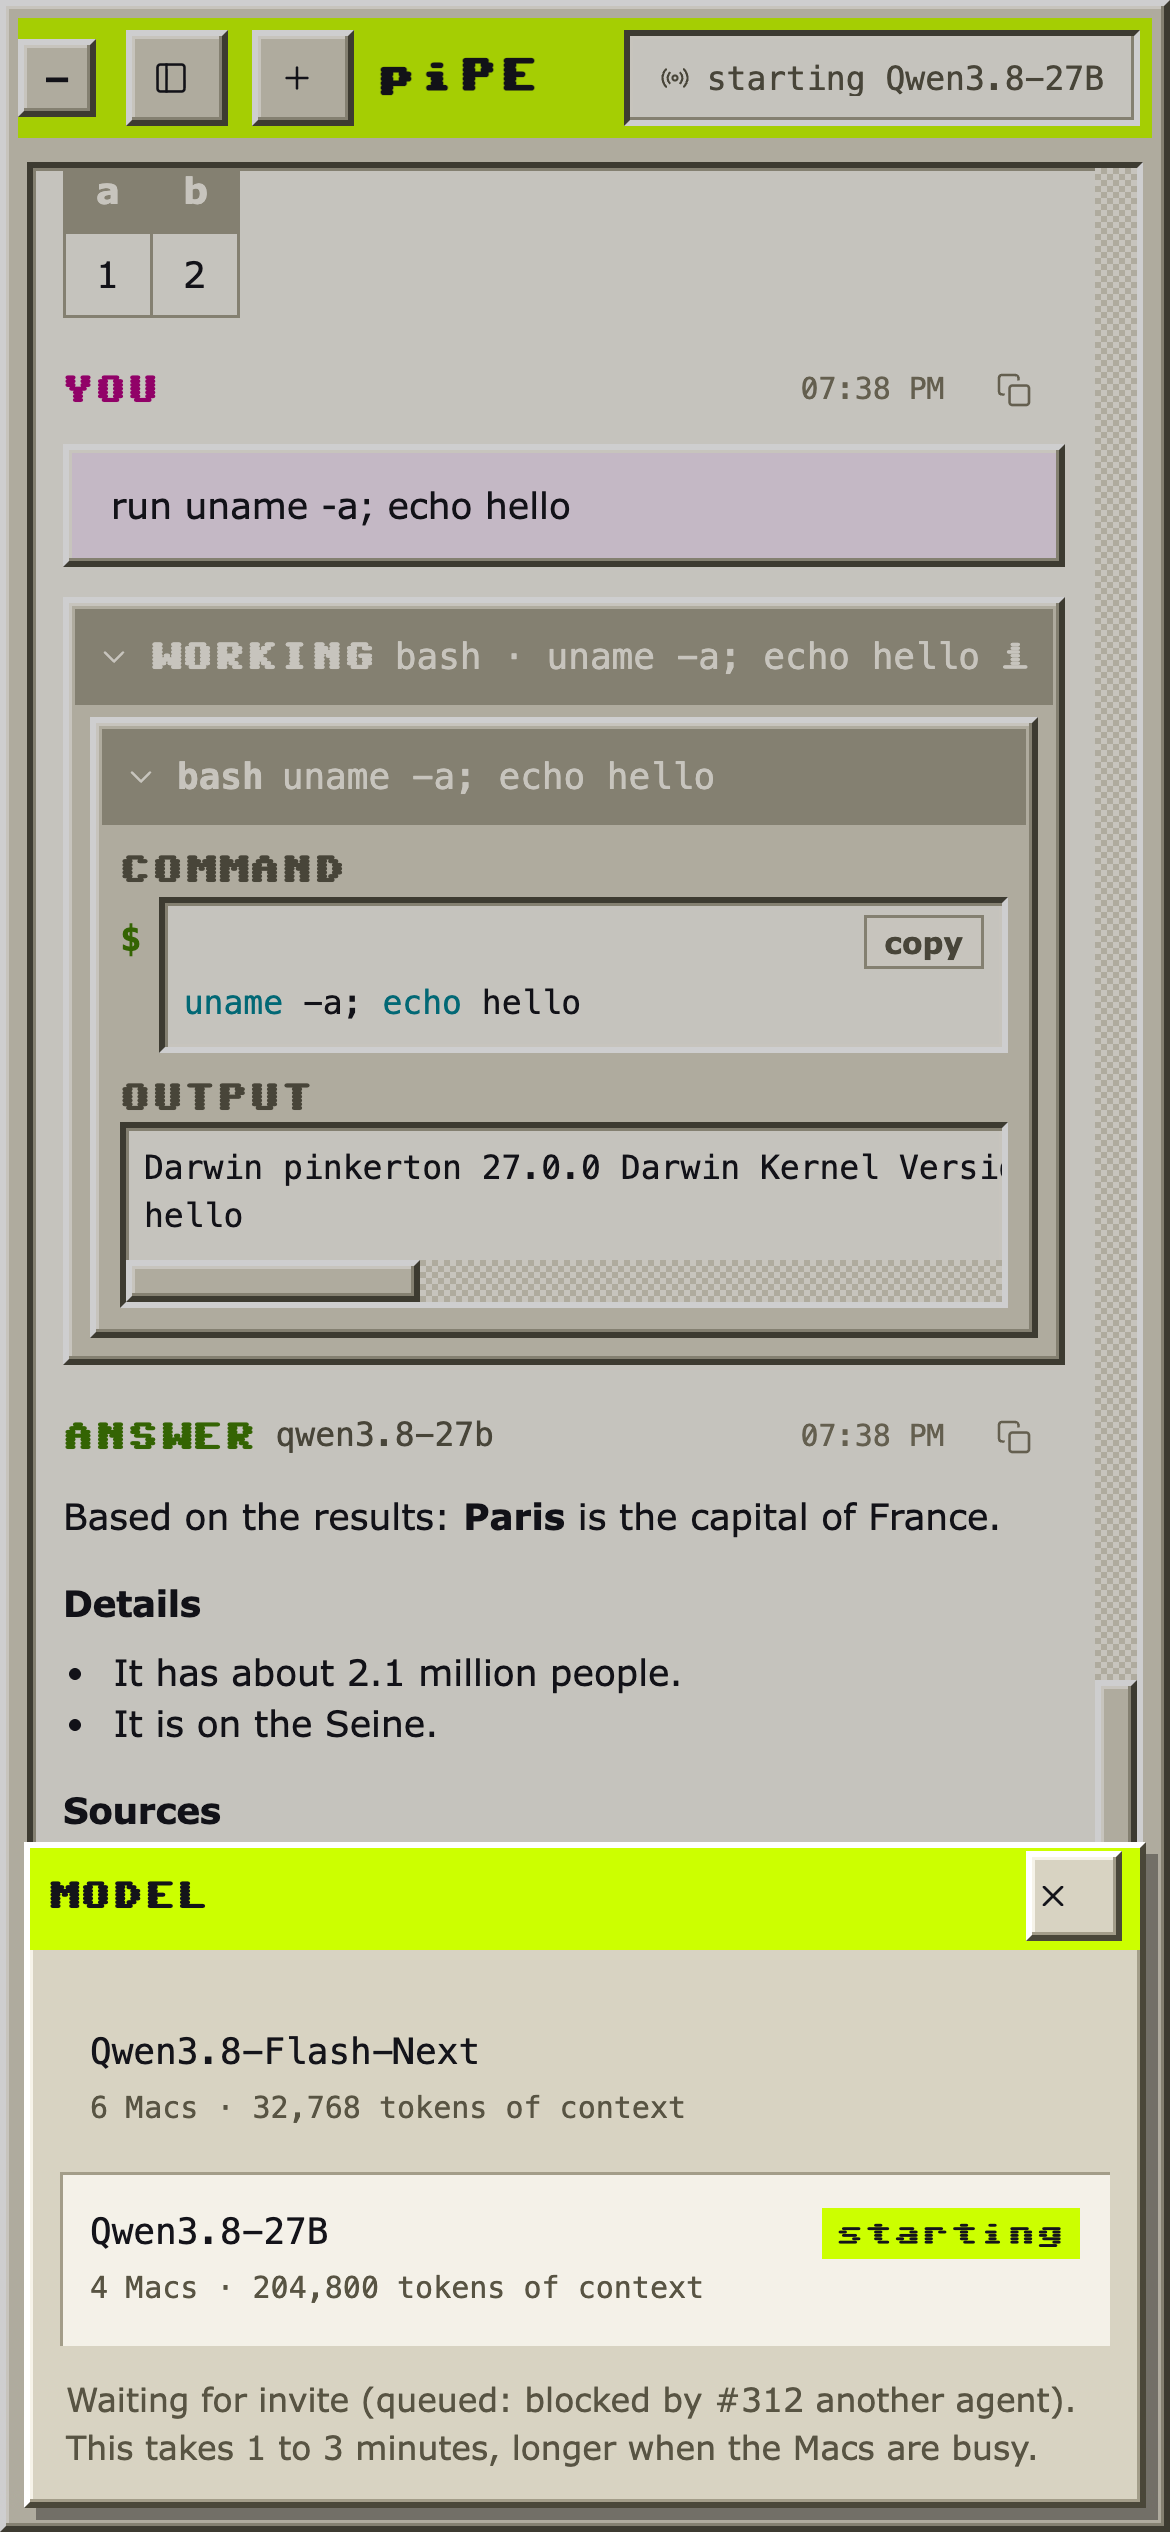 piPE
starting Qwen3.8-27B
a b
1 2
YOU 07:38 PM
run uname -a; echo hello
WORKING bash · uname -a; echo hello 1
bash uname -a; echo hello
COMMAND
$
copy
uname -a; echo hello
OUTPUT
Darwin pinkerton 27.0.0 Darwin Kernel
hello
ANSWER qwen3.8-27b 07:38 PM
Based on the results: Paris is the capital of France.
Details
• It has about 2.1 million people.
• It is on the Seine.
Sources
MODEL
Qwen3.8-Flash-Next
6 Macs · 32,768 tokens of context
Qwen3.8-27B
starting
4 Macs · 204,800 tokens of context
Waiting for invite (queued: blocked by #312 another agent).
This takes 1 to 3 minutes, longer when the Macs are busy.